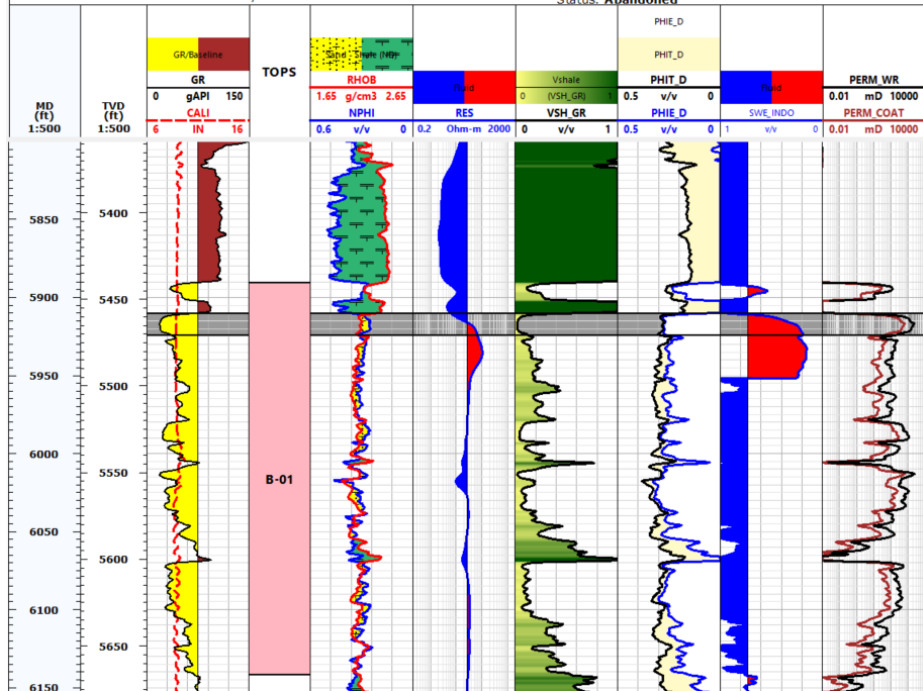 Status: Abandoned
PHIE_D
GR/Baseline
Sand - Shale (ND)
PHIT_D
GR
TOPS
RHOB
Fluid
Vshale
PHIT_D
Fluid
PERM_WR
0 gAPI 150
1.65 g/cm3 2.65
0 (VSH_GR) 1
0.5 v/v 0
0.01 mD 10000
MD
(ft)
1:500
TVD
(ft)
1:500
CALI
NPHI
RES
VSH_GR
PHIE_D
SWE_INDO
PERM_COAT
6 IN 16
0.6 v/v 0
0.2 Ohm-m 2000
0 v/v 1
0.5 v/v 0
1 v/v 0
0.01 mD 10000
5400
5850
5900
5450
5950
5500
6000
5550
B-01
6050
5600
6100
5650
6150